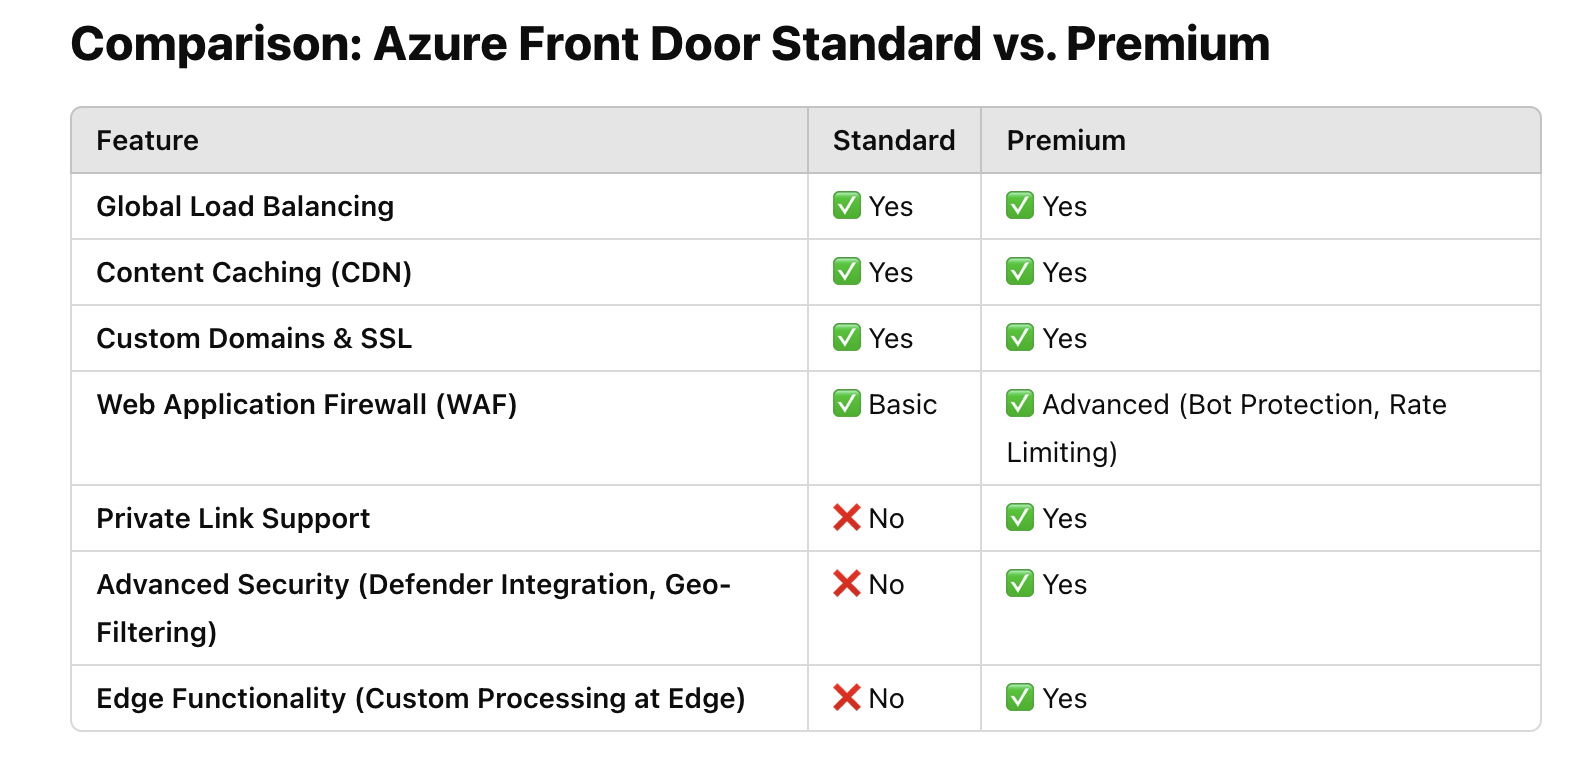 Comparison: Azure Front Door Standard vs. Premium
Feature Standard Premium
Global Load Balancing ✅ Yes ✅ Yes
Content Caching (CDN) ✅ Yes ✅ Yes
Custom Domains & SSL ✅ Yes ✅ Yes
Web Application Firewall (WAF) ✅ Basic ✅ Advanced (Bot Protection, Rate
Limiting)
Private Link Support ❌ No ✅ Yes
Advanced Security (Defender Integration, Geo- ❌ No ✅ Yes
Filtering)
Edge Functionality (Custom Processing at Edge) ❌ No ✅ Yes